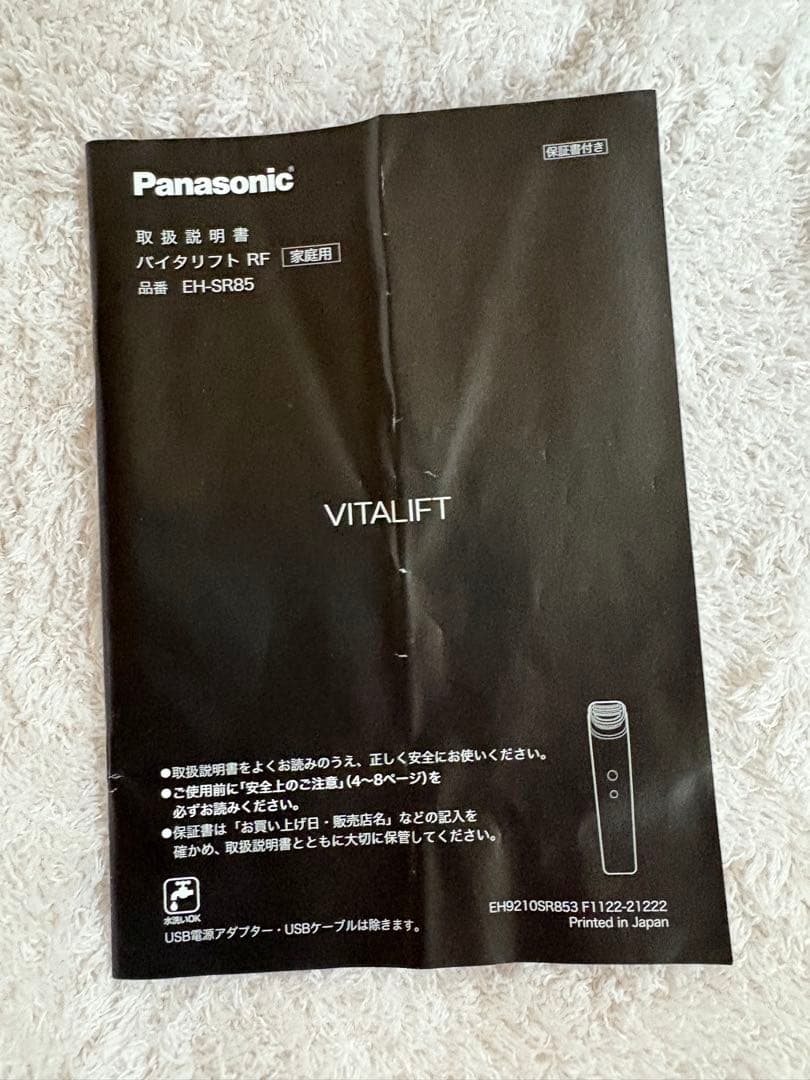 Panasonic®
保証書付き
取扱説明書
バイタリフト RF 家庭用
品番 EH-SR85
VITALIFT
●取扱説明書をよくお読みのうえ、正しく安全にお使いください。
●ご使用前に「安全上のご注意」(4〜8ページ)を
必ずお読みください。
●保証書は「お買い上げ日・販売店名」などの記入を
確かめ、取扱説明書とともに大切に保管してください。
水洗いOK
USB電源アダプター・USBケーブルは除きます。
EH9210SR853 F1122-21222
Printed in Japan